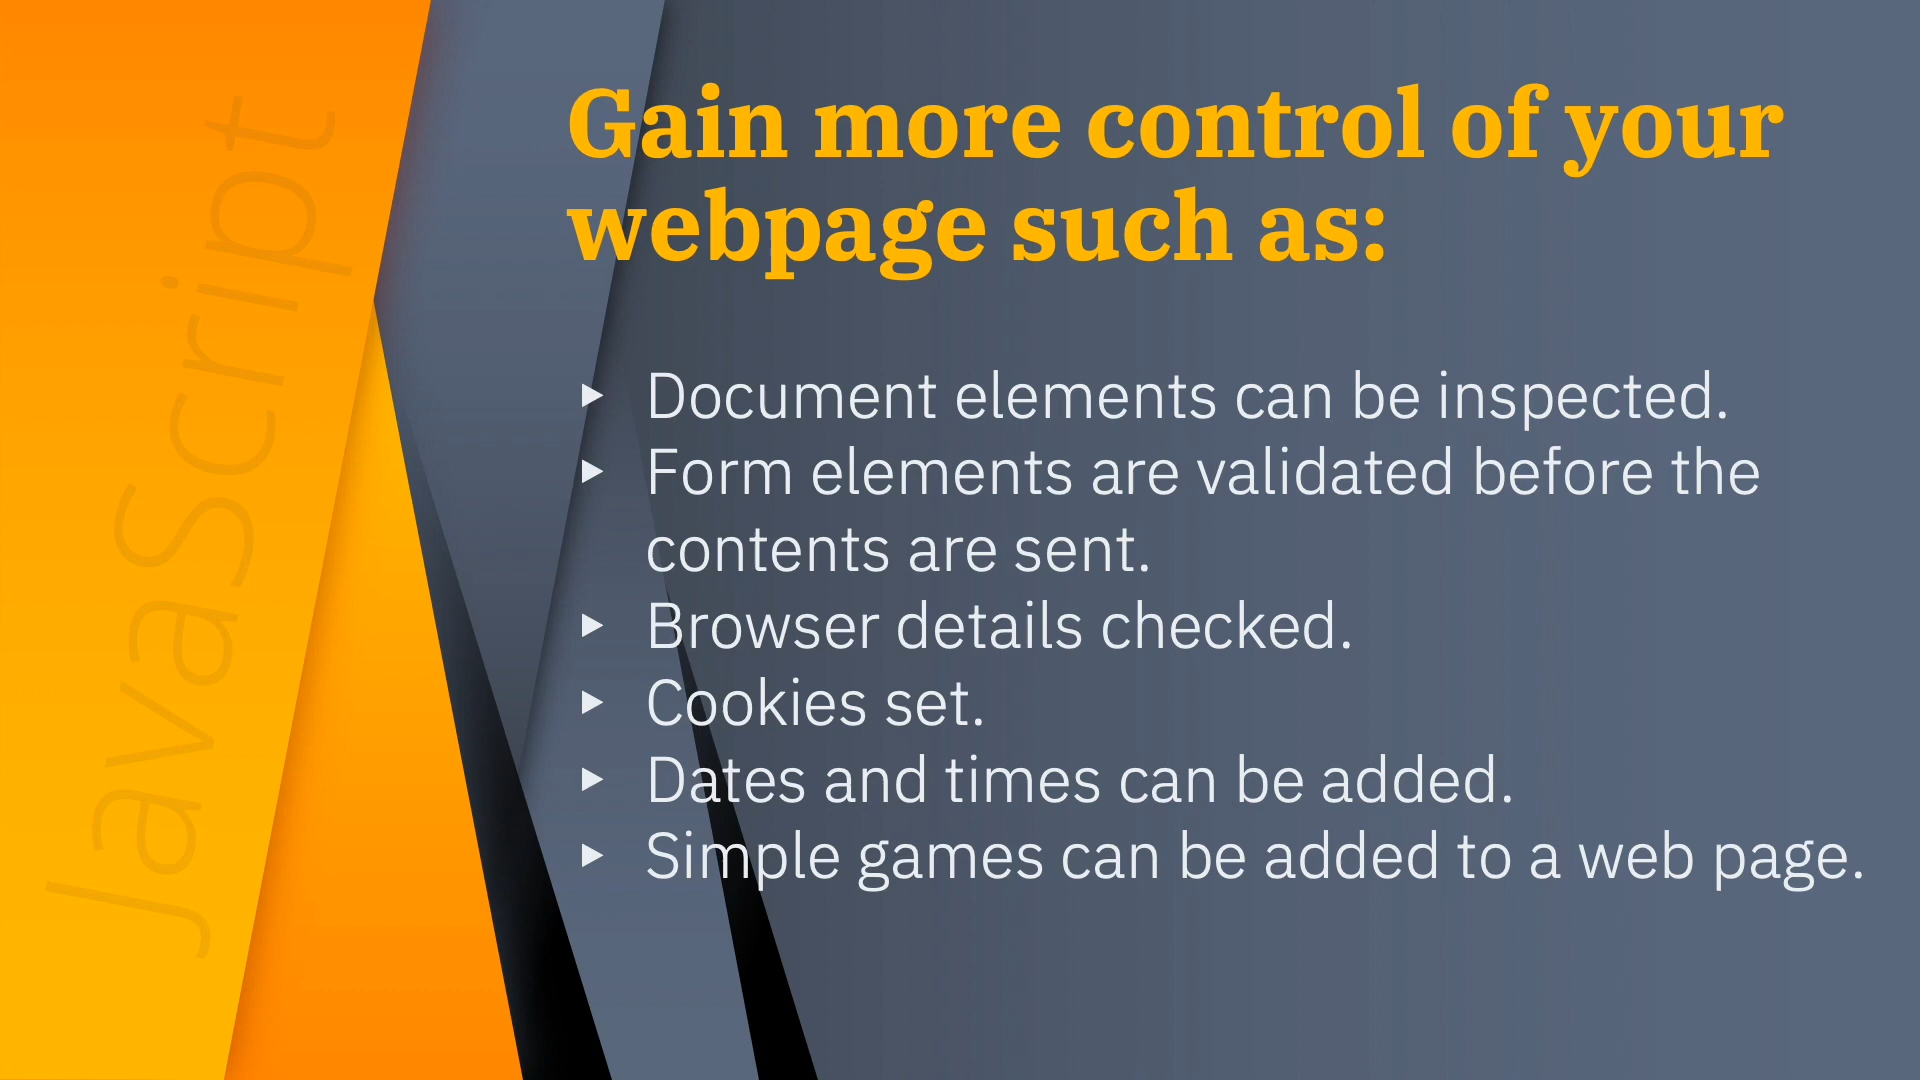 JavaScript
Gain more control of your
webpage such as:
► Document elements can be inspected.
► Form elements are validated before the
contents are sent.
► Browser details checked.
► Cookies set.
► Dates and times can be added.
► Simple games can be added to a web page.